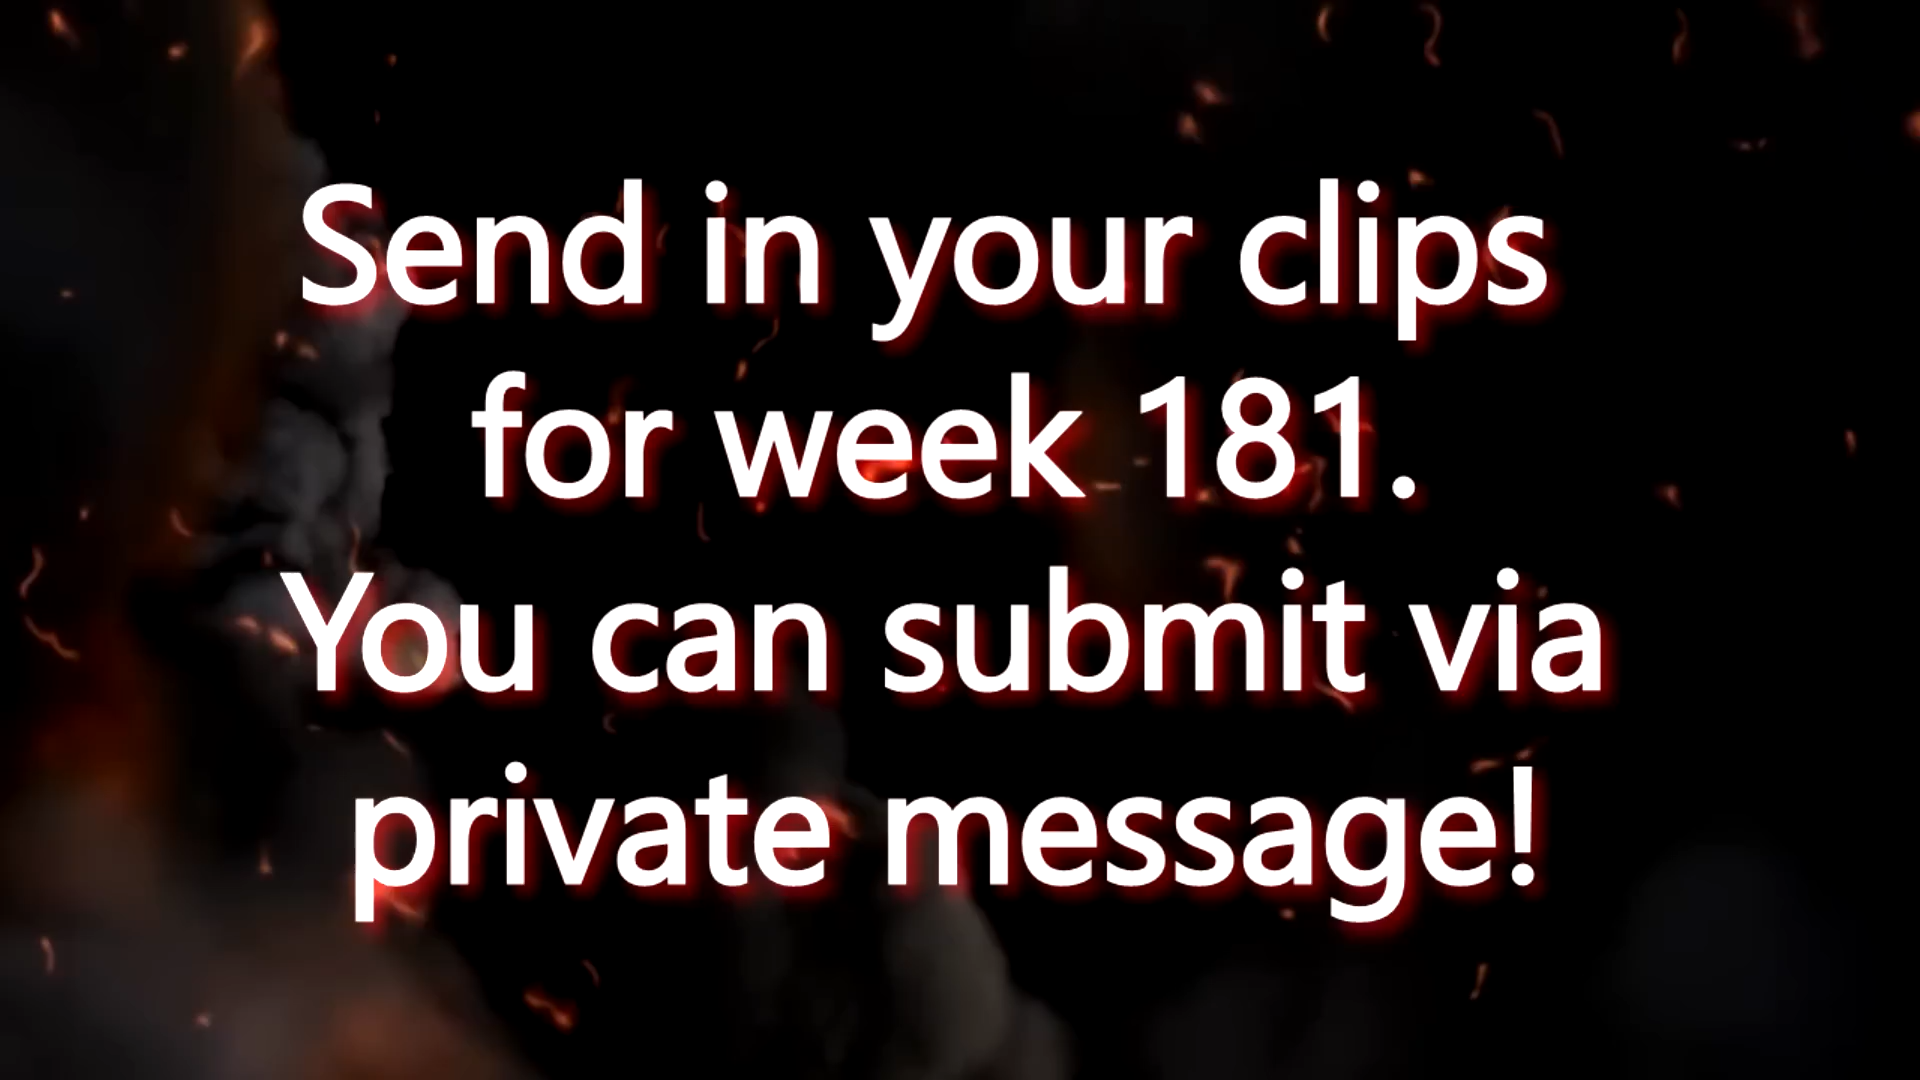 Send in your clips
for week 181.
You can submit via
private message!